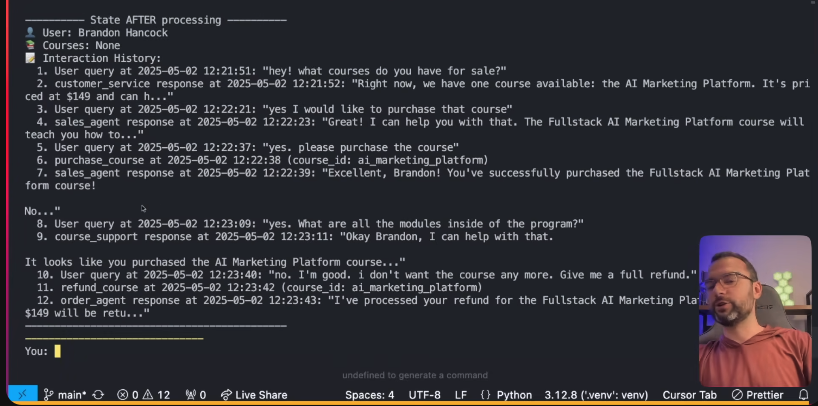 ────────── State AFTER processing ──────────
👤 User: Brandon Hancock
📚 Courses: None
📝 Interaction History:
1. User query at 2025-05-02 12:21:51: "hey! what courses do you have for sale?"
2. customer_service response at 2025-05-02 12:21:52: "Right now, we have one course available: the AI Marketing Platform. It's pri
ced at $149 and can h..."
3. User query at 2025-05-02 12:22:21: "yes I would like to purchase that course"
4. sales_agent response at 2025-05-02 12:22:23: "Great! I can help you with that. The Fullstack AI Marketing Platform course will
teach you how to..."
5. User query at 2025-05-02 12:22:37: "yes. please purchase the course"
6. purchase_course at 2025-05-02 12:22:38 (course_id: ai_marketing_platform)
7. sales_agent response at 2025-05-02 12:22:39: "Excellent, Brandon! You've successfully purchased the Fullstack AI Marketing Plat
form course!
No..."
8. User query at 2025-05-02 12:23:09: "yes. What are all the modules inside of the program?"
9. course_support response at 2025-05-02 12:23:11: "Okay Brandon, I can help with that.
It looks like you purchased the AI Marketing Platform course..."
10. User query at 2025-05-02 12:23:40: "no. I'm good. i don't want the course any more. Give me a full refund."
11. refund_course at 2025-05-02 12:23:42 (course_id: ai_marketing_platform)
12. order_agent response at 2025-05-02 12:23:43: "I've processed your refund for the Fullstack AI Marketing Pla
$149 will be retu..."
You:
undefined to generate a command
main* 0 12 0 Live Share Spaces: 4 UTF-8 LF {} Python 3.12.8 ('.venv': venv) Cursor Tab Prettier